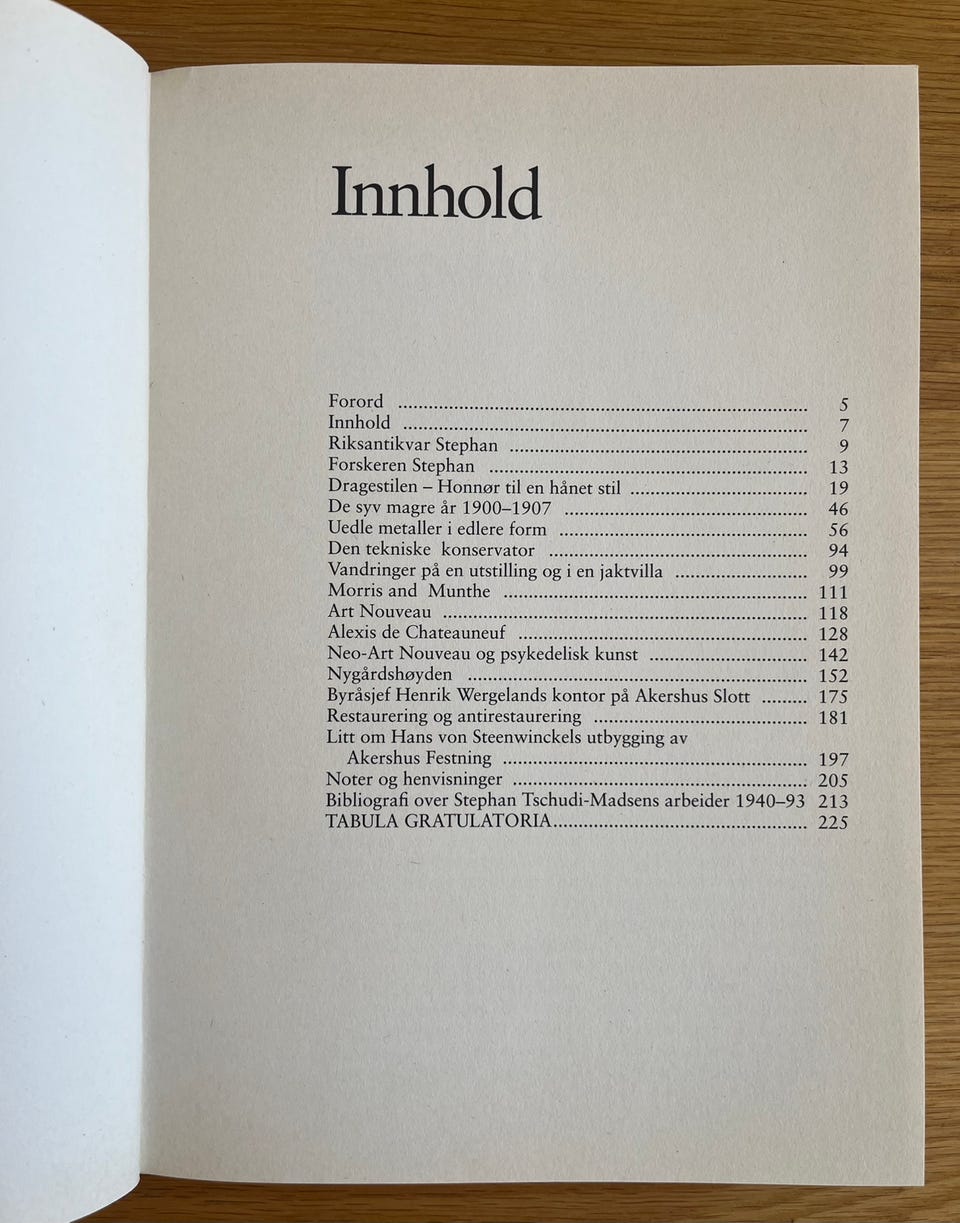 Innhold
Forord ........ 5
Innhold ........ 7
Riksantikvar Stephan ........ 9
Forskeren Stephan ........ 13
Dragestilen – Honnør til en hånet stil ........ 19
De syv magre år 1900–1907 ........ 46
Uedle metaller i edlere form ........ 56
Den tekniske konservator ........ 94
Vandringer på en utstilling og i en jaktvilla ........ 99
Morris and Munthe ........ 111
Art Nouveau ........ 118
Alexis de Chateauneuf ........ 128
Neo-Art Nouveau og psykedelisk kunst ........ 142
Nygårdshøyden ........ 152
Byråsjef Henrik Wergelands kontor på Akershus Slott ........ 175
Restaurering og antirestaurering ........ 181
Litt om Hans von Steenwinckels utbygging av
Akershus Festning ........ 197
Noter og henvisninger ........ 205
Bibliografi over Stephan Tschudi-Madsens arbeider 1940–93 213
TABULA GRATULATORIA ........ 225